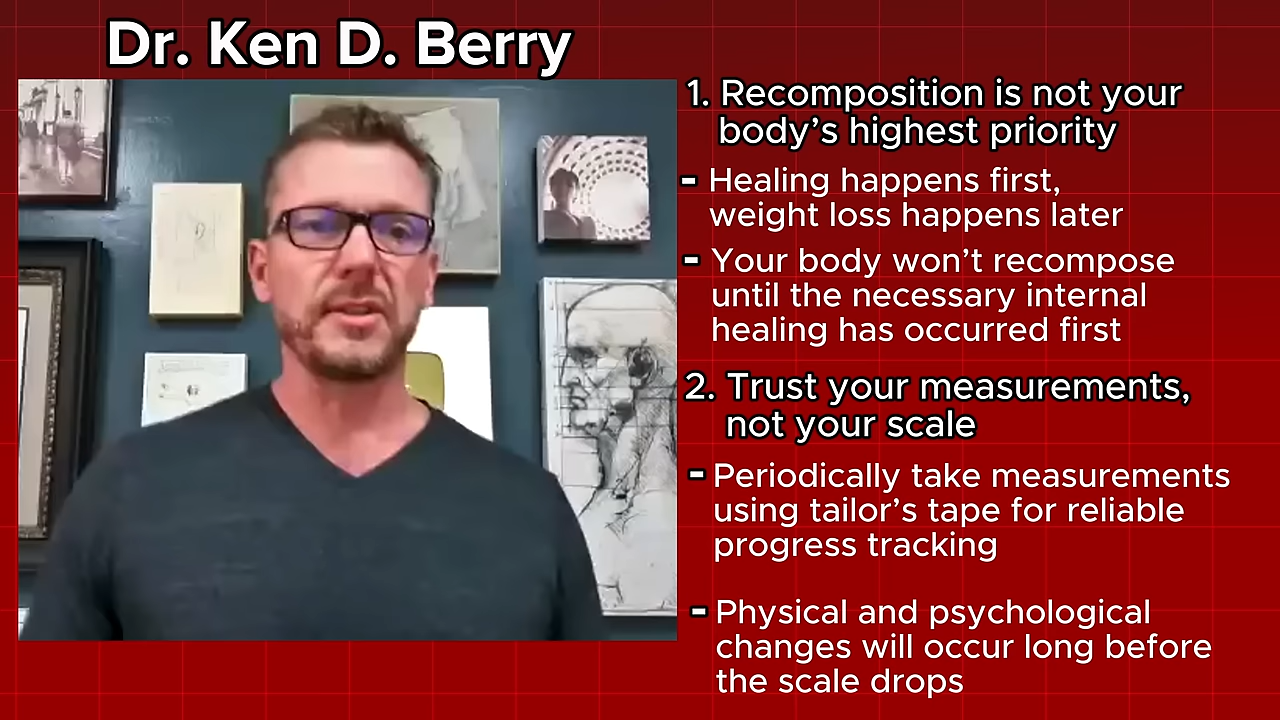 Dr. Ken D. Berry
1. Recomposition is not your
body’s highest priority
- Healing happens first,
weight loss happens later
- Your body won’t recompose
until the necessary internal
healing has occurred first
2. Trust your measurements,
not your scale
- Periodically take measurements
using tailor’s tape for reliable
progress tracking
- Physical and psychological
changes will occur long before
the scale drops